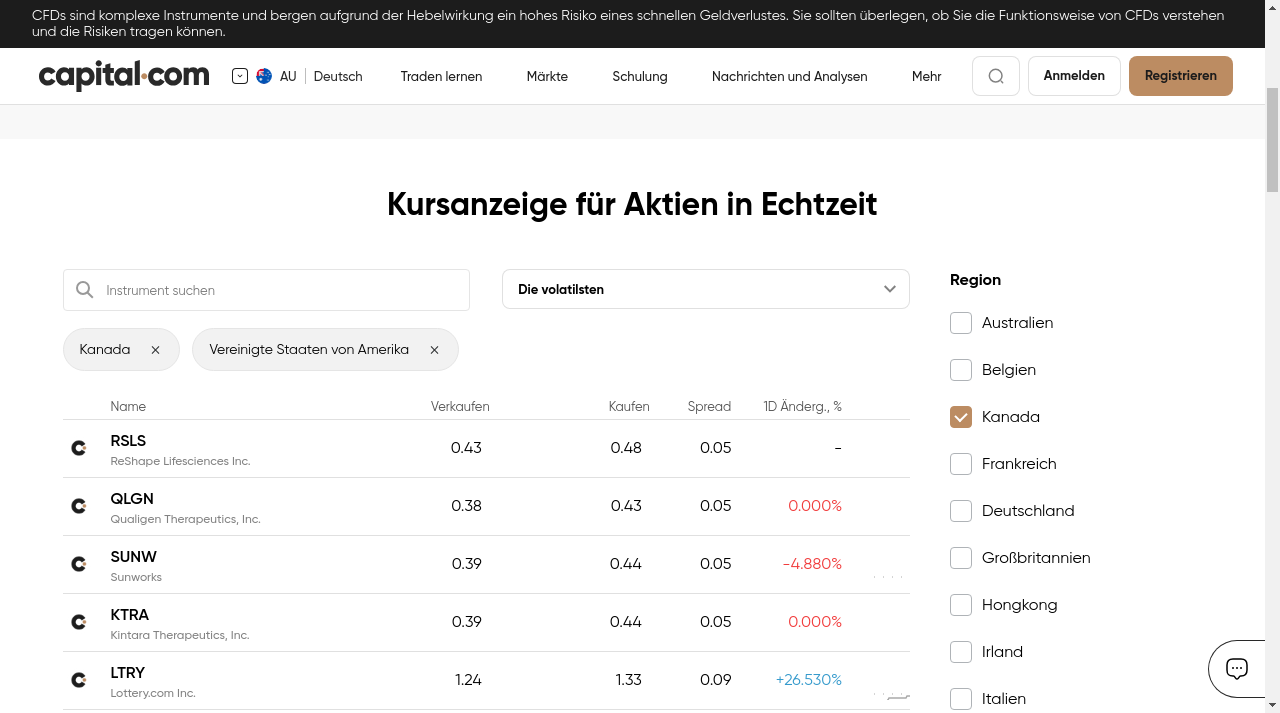 CFDs sind komplexe Instrumente und bergen aufgrund der Hebelwirkung ein hohes Risiko eines schnellen Geldverlustes. Sie sollten überlegen, ob Sie die Funktionsweise von CFDs verstehen
und die Risiken tragen können.
capital.com AU Deutsch Traden lernen Märkte Schulung Nachrichten und Analysen Mehr Anmelden Registrieren
Kursanzeige für Aktien in Echtzeit
Instrument suchen
Die volatilsten
Kanada × Vereinigte Staaten von Amerika ×
Name Verkaufen Kaufen Spread 1D Änderg., %
RSLS 0.43 0.48 0.05 -
ReShape Lifesciences Inc.
QLGN 0.38 0.43 0.05 0.000%
Qualigen Therapeutics, Inc.
SUNW 0.39 0.44 0.05 -4.880%
Sunworks
KTRA 0.39 0.44 0.05 0.000%
Kintara Therapeutics, Inc.
LTRY 1.24 1.33 0.09 +26.530%
Lottery.com Inc.
Region
Australien
Belgien
Kanada
Frankreich
Deutschland
Großbritannien
Hongkong
Irland
Italien